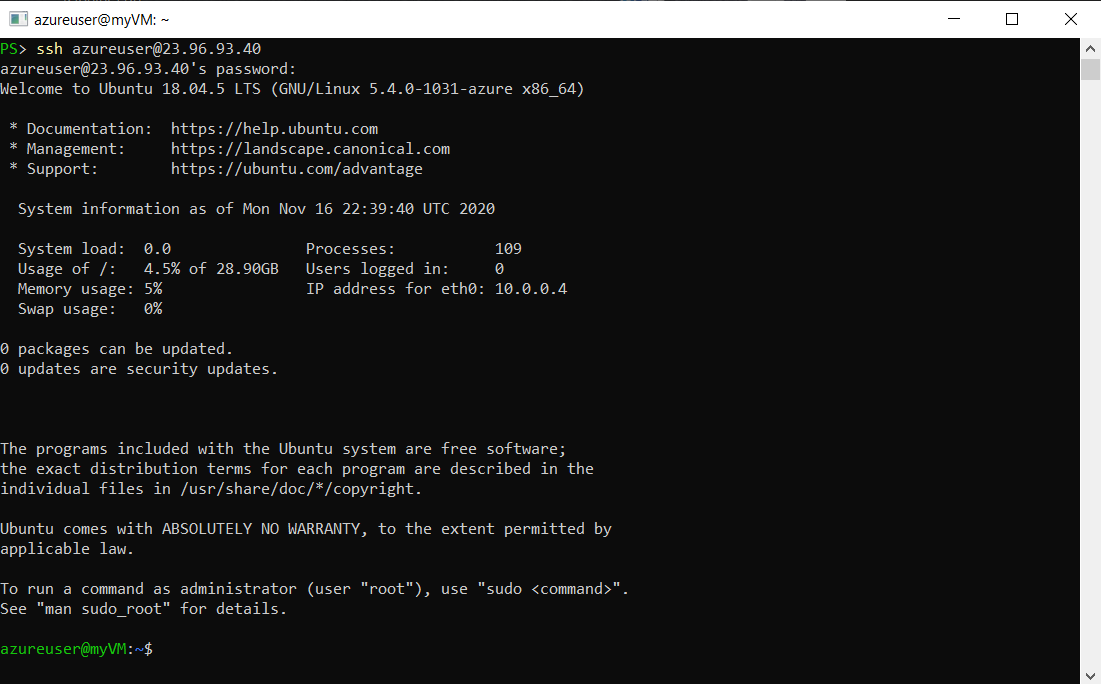 azureuser@myVM: ~
PS> ssh azureuser@23.96.93.40
azureuser@23.96.93.40's password:
Welcome to Ubuntu 18.04.5 LTS (GNU/Linux 5.4.0-1031-azure x86_64)
* Documentation:  https://help.ubuntu.com
* Management:     https://landscape.canonical.com
* Support:        https://ubuntu.com/advantage
System information as of Mon Nov 16 22:39:40 UTC 2020
System load:  0.0               Processes:           109
Usage of /:   4.5% of 28.90GB   Users logged in:     0
Memory usage: 5%                IP address for eth0: 10.0.0.4
Swap usage:   0%
0 packages can be updated.
0 updates are security updates.
The programs included with the Ubuntu system are free software;
the exact distribution terms for each program are described in the
individual files in /usr/share/doc/*/copyright.
Ubuntu comes with ABSOLUTELY NO WARRANTY, to the extent permitted by
applicable law.
To run a command as administrator (user "root"), use "sudo <command>".
See "man sudo_root" for details.
azureuser@myVM:~$